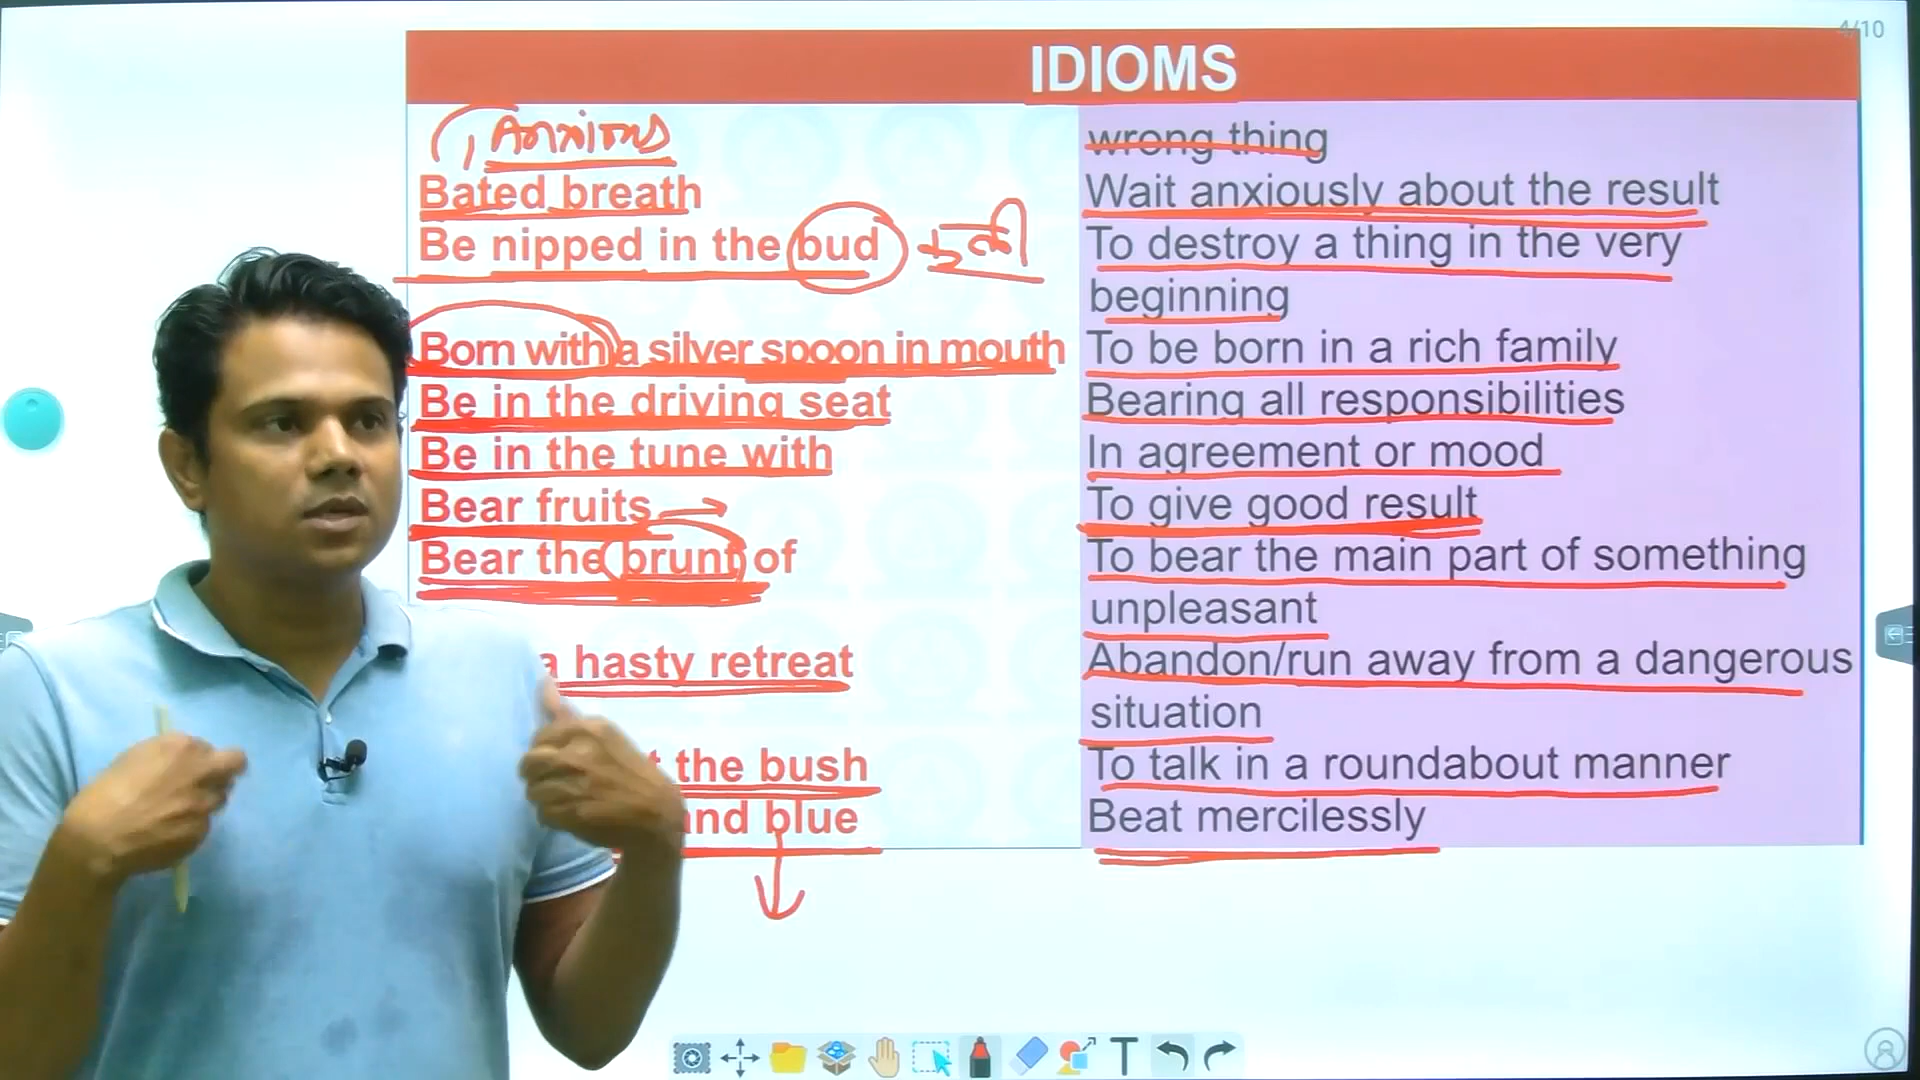 4/10
IDIOMS
Anxious
wrong thing
Bated breath
Wait anxiously about the result
Be nipped in the bud
To destroy a thing in the very
beginning
Born with a silver spoon in mouth
To be born in a rich family
Be in the driving seat
Bearing all responsibilities
Be in the tune with
In agreement or mood
Bear fruits
To give good result
Bear the brunt of
To bear the main part of something
unpleasant
a hasty retreat
Abandon/run away from a dangerous
situation
the bush
To talk in a roundabout manner
and blue
Beat mercilessly
T